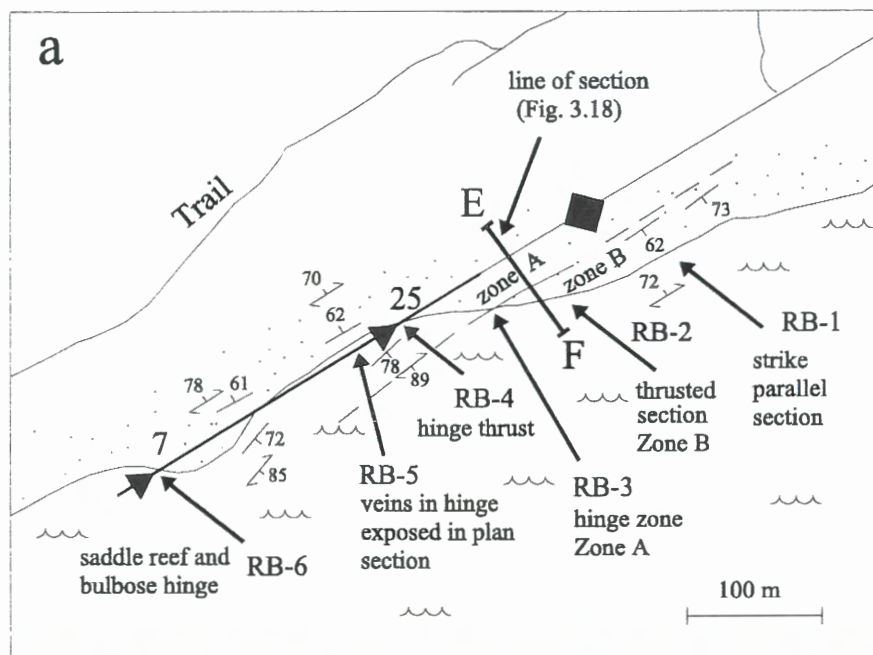 a
line of section
(Fig. 3.18)
Trail
E
73
zone A
62
zone B
70
25
72
62
F
RB-2
RB-1
78
89
thrusted
section
Zone B
strike
parallel
section
78
61
RB-4
hinge thrust
7
72
85
RB-5
veins in hinge
exposed in plan
section
RB-3
hinge zone
Zone A
saddle reef and
bulbose hinge
RB-6
100 m